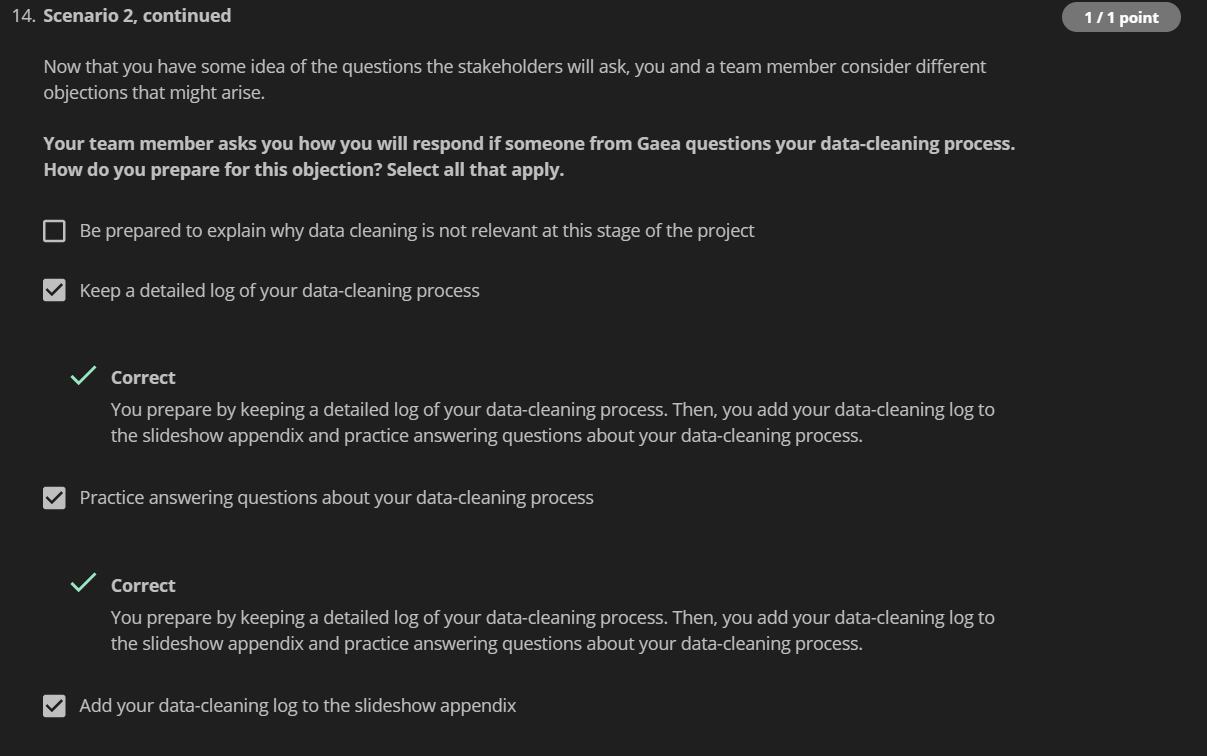 14. Scenario 2, continued
1 / 1 point
Now that you have some idea of the questions the stakeholders will ask, you and a team member consider different
objections that might arise.
Your team member asks you how you will respond if someone from Gaea questions your data-cleaning process.
How do you prepare for this objection? Select all that apply.
Be prepared to explain why data cleaning is not relevant at this stage of the project
Keep a detailed log of your data-cleaning process
Correct
You prepare by keeping a detailed log of your data-cleaning process. Then, you add your data-cleaning log to
the slideshow appendix and practice answering questions about your data-cleaning process.
Practice answering questions about your data-cleaning process
Correct
You prepare by keeping a detailed log of your data-cleaning process. Then, you add your data-cleaning log to
the slideshow appendix and practice answering questions about your data-cleaning process.
Add your data-cleaning log to the slideshow appendix